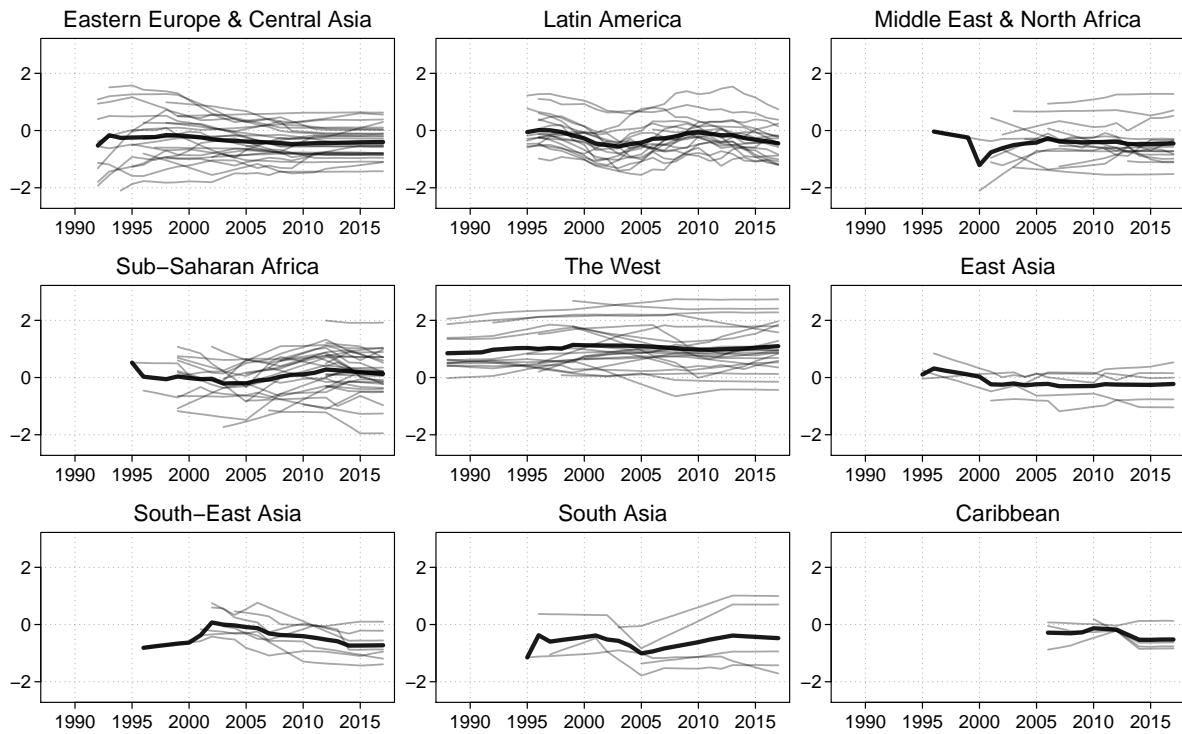 Eastern Europe & Central Asia
2
0
−2
1990 1995 2000 2005 2010 2015
Latin America
2
0
−2
1990 1995 2000 2005 2010 2015
Middle East & North Africa
2
0
−2
1990 1995 2000 2005 2010 2015
Sub−Saharan Africa
2
0
−2
1990 1995 2000 2005 2010 2015
The West
2
0
−2
1990 1995 2000 2005 2010 2015
East Asia
2
0
−2
1990 1995 2000 2005 2010 2015
South−East Asia
2
0
−2
1990 1995 2000 2005 2010 2015
South Asia
2
0
−2
1990 1995 2000 2005 2010 2015
Caribbean
2
0
−2
1990 1995 2000 2005 2010 2015